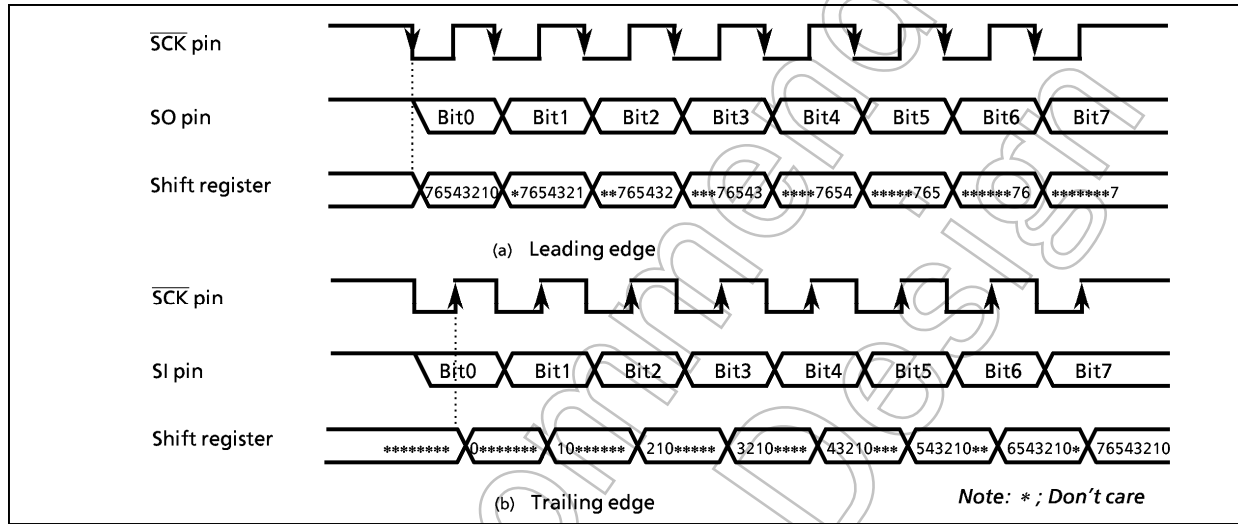 SCK pin
SO pin Bit0 Bit1 Bit2 Bit3 Bit4 Bit5 Bit6 Bit7
Shift register 76543210 *7654321 **765432 ***76543 ****7654 *****765 ******76 *******7
(a) Leading edge
SCK pin
SI pin Bit0 Bit1 Bit2 Bit3 Bit4 Bit5 Bit6 Bit7
Shift register ******** 0******* 10****** 210***** 3210**** 43210*** 543210** 6543210* 76543210
(b) Trailing edge
Note: * ; Don't care
ommend
Design